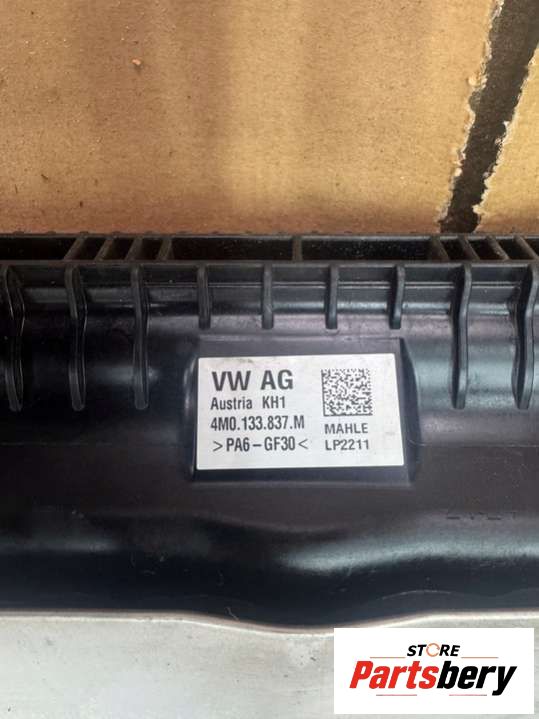 VW AG
Austria KH1
4M0.133.837.M
>PA6-GF30<
MAHLE
LP2211
STORE
Partsbery